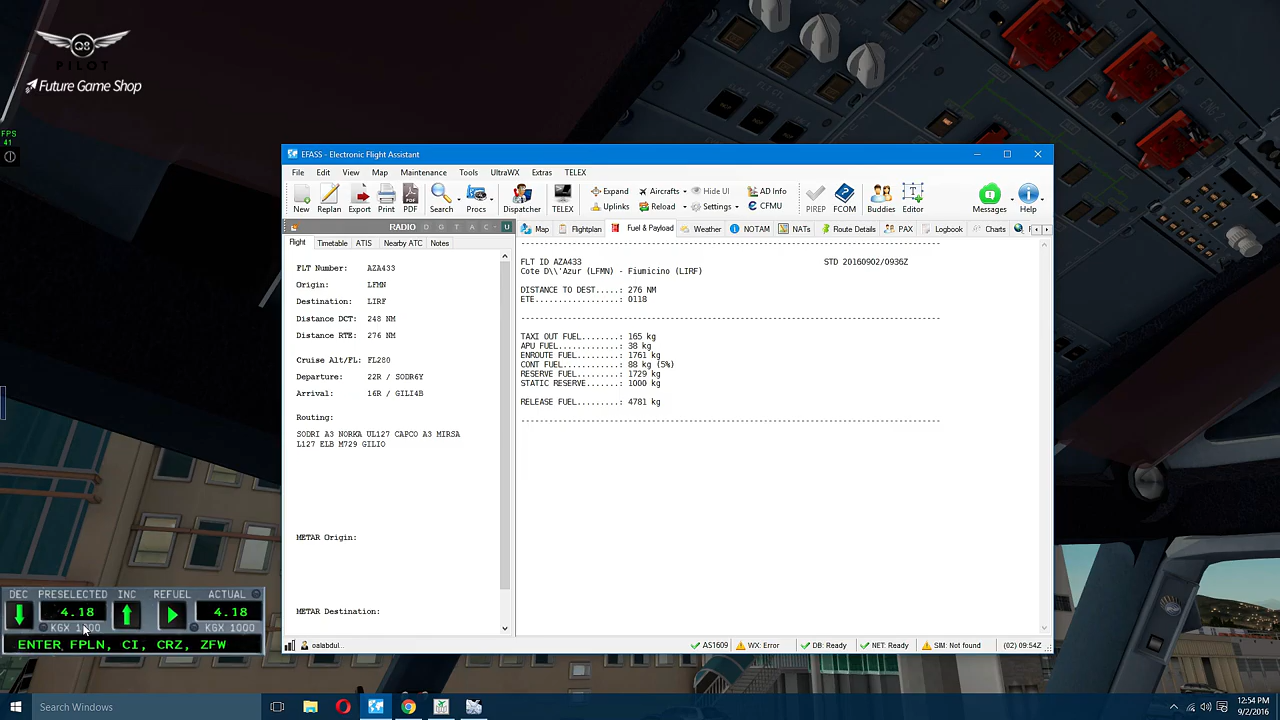 Q8
PILOT
Future Game Shop
FPS
41
EFASS - Electronic Flight Assistant
File Edit View Map Maintenance Tools UltraWX Extras TELEX
New Replan Export Print PDF Search Procs Dispatcher TELEX
Expand Aircrafts Hide UI AD Info
Uplinks Reload Settings CFMU
PIREP FCOM Buddies Editor Messages Help
RADIO D G T A C - U
Map Flightplan Fuel & Payload Weather NOTAM NATs Route Details PAX Logbook Charts
Flight Timetable ATIS Nearby ATC Notes
FLT Number: AZA433
Origin: LFMN
Destination: LIRF
Distance DCT: 248 NM
Distance RTE: 276 NM
Cruise Alt/FL: FL280
Departure: 22R / SODR6Y
Arrival: 16R / GILI4B
Routing:
SODRI A3 NORKA UL127 CAPCO A3 MIRSA
L127 ELB M729 GILIO
METAR Origin:
METAR Destination:
FLT ID AZA433 STD 20160902/0936Z
Cote D\\'Azur (LFMN) - Fiumicino (LIRF)
DISTANCE TO DEST.....: 276 NM
ETE..................: 0118
TAXI OUT FUEL........: 165 kg
APU FUEL.............: 38 kg
ENROUTE FUEL.........: 1761 kg
CONT FUEL............: 88 kg (5%)
RESERVE FUEL.........: 1729 kg
STATIC RESERVE.......: 1000 kg
RELEASE FUEL.........: 4781 kg
oalabdul... AS1609 WX: Error DB: Ready NET: Ready SIM: Not found (02) 09:54Z
DEC PRESELECTED INC REFUEL ACTUAL
4.18 4.18
KGX 1000 KGX 1000
ENTER FPLN, CI, CRZ, ZFW
Search Windows
12:54 PM
9/2/2016